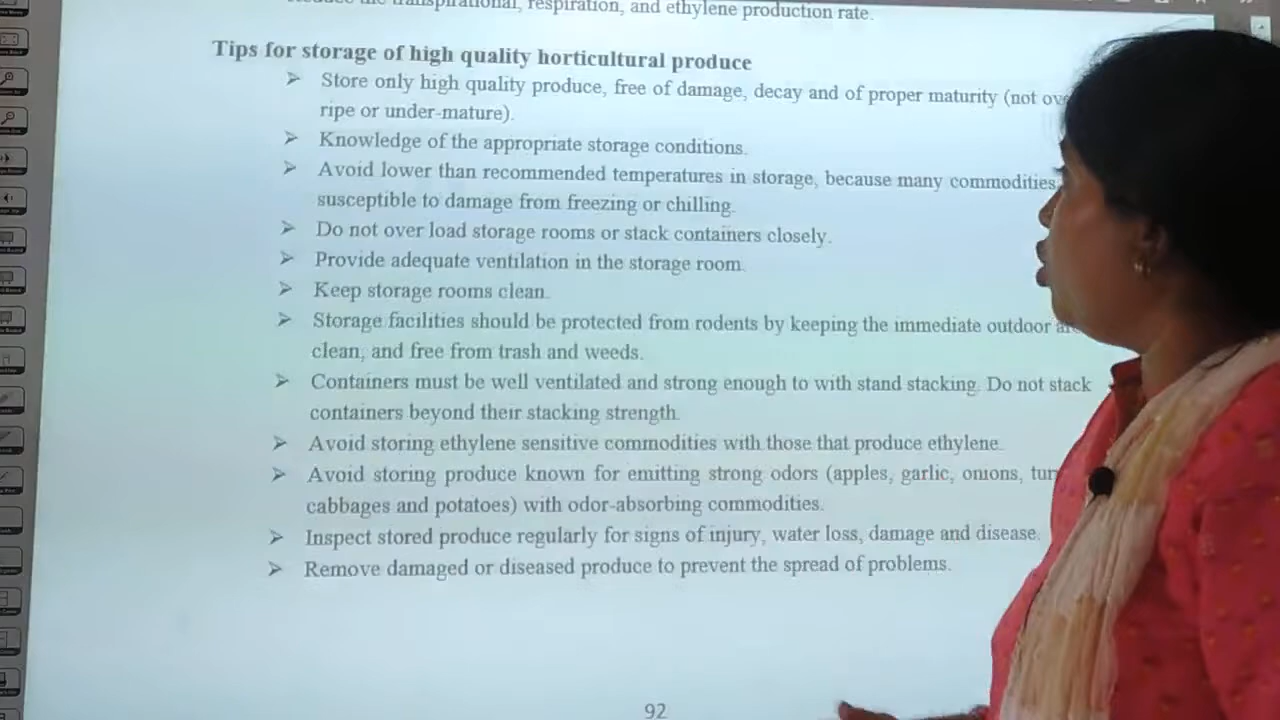 the transpirational, respiration, and ethylene production rate.
Tips for storage of high quality horticultural produce
➢ Store only high quality produce, free of damage, decay and of proper maturity (not
ripe or under-mature).
➢ Knowledge of the appropriate storage conditions.
➢ Avoid lower than recommended temperatures in storage, because many commodities
susceptible to damage from freezing or chilling.
➢ Do not over load storage rooms or stack containers closely.
➢ Provide adequate ventilation in the storage room.
➢ Keep storage rooms clean.
➢ Storage facilities should be protected from rodents by keeping the immediate outdoor
clean, and free from trash and weeds.
➢ Containers must be well ventilated and strong enough to with stand stacking. Do not stack
containers beyond their stacking strength.
➢ Avoid storing ethylene sensitive commodities with those that produce ethylene.
➢ Avoid storing produce known for emitting strong odors (apples, garlic, onions,
cabbages and potatoes) with odor-absorbing commodities.
➢ Inspect stored produce regularly for signs of injury, water loss, damage and disease.
➢ Remove damaged or diseased produce to prevent the spread of problems.
92